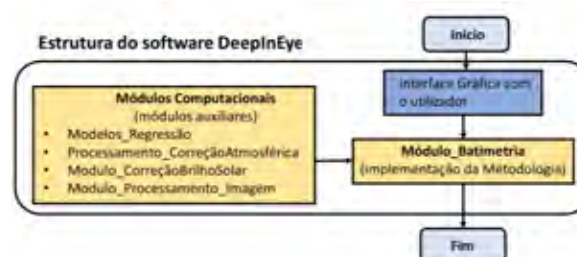 Estrutura do software DeepInEye
Início
Interface Gráfica com
o utilizador
Módulos Computacionais
(módulos auxiliares)
• Modelos_Regressão
• Processamento_CorreçãoAtmosférica
• Modulo_CorreçãoBrilhoSolar
• Modulo_Processamento_Imagem
Módulo_Batimetria
(implementação da Metodologia)
Fim